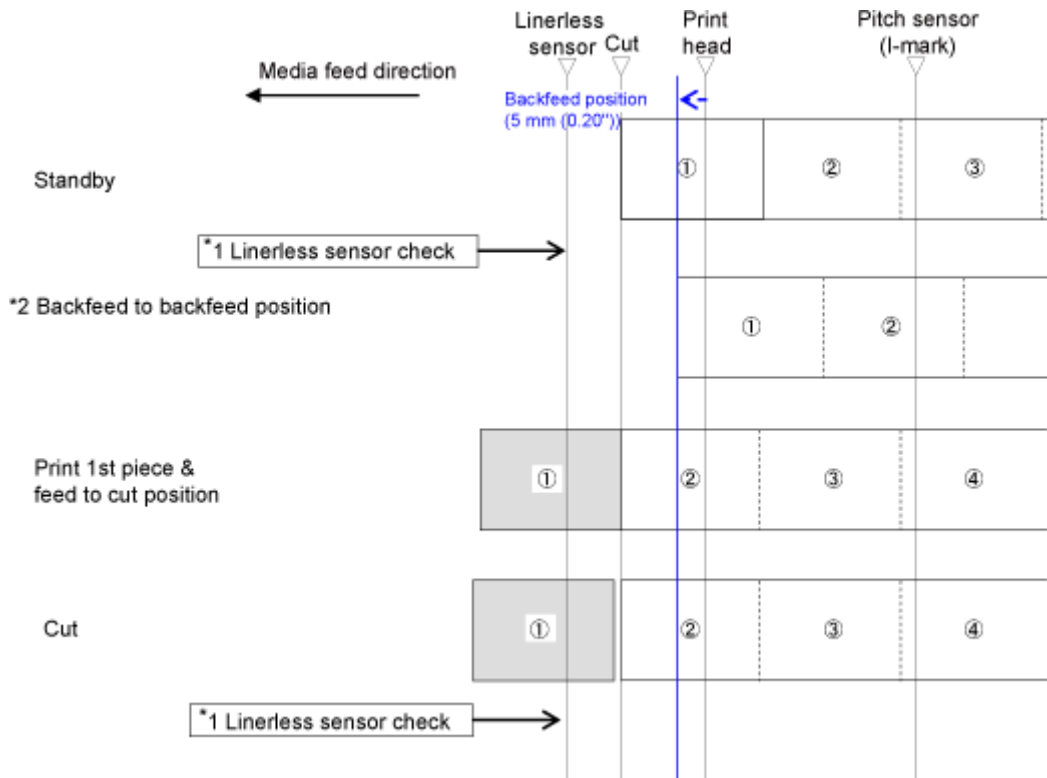 Linerless
sensor
Cut
Print
head
Pitch sensor
(I-mark)
Media feed direction
Backfeed position
(5 mm (0.20"))
Standby
①
②
③
*1 Linerless sensor check
*2 Backfeed to backfeed position
①
②
Print 1st piece &
feed to cut position
①
②
③
④
Cut
①
②
③
④
*1 Linerless sensor check